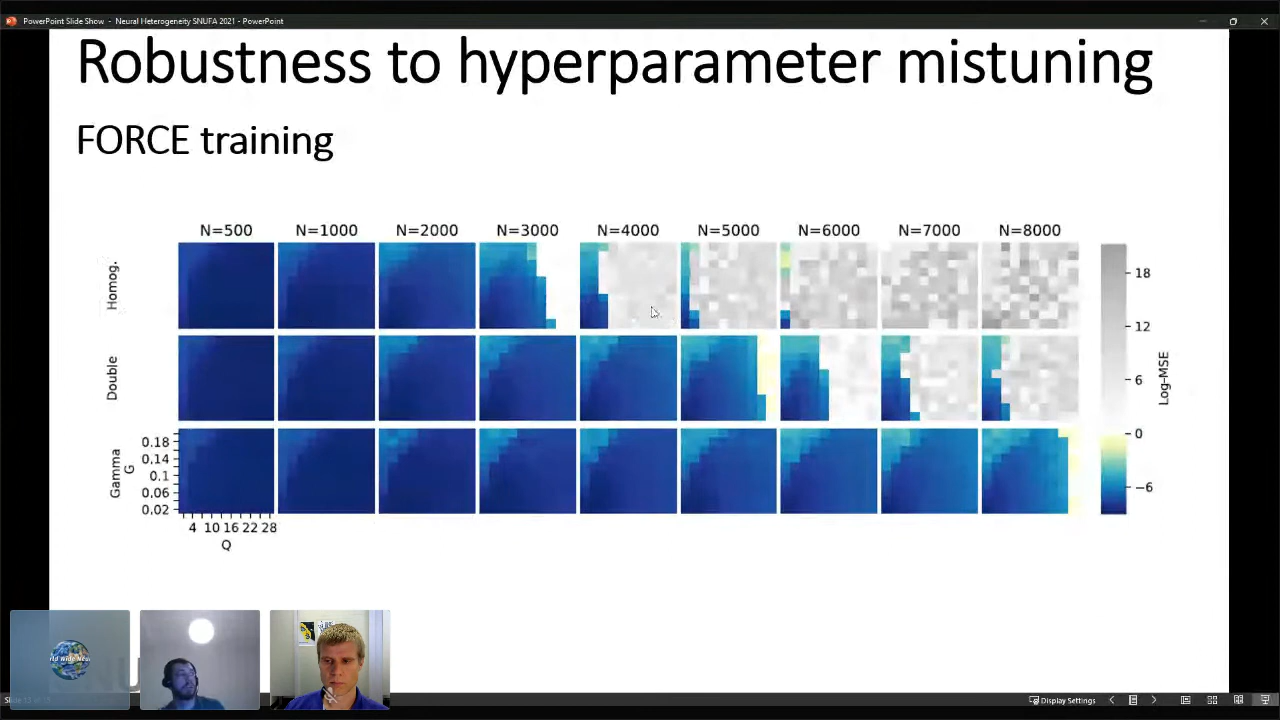 PowerPoint Slide Show - Neural Heterogeneity SNUFA 2021 - PowerPoint
Robustness to hyperparameter mistuning
FORCE training
N=500 N=1000 N=2000 N=3000 N=4000 N=5000 N=6000 N=7000 N=8000
Homog.
Double
Gamma
G
0.18
0.14
0.1
0.06
0.02
4 10 16 22 28
Q
18
12
6
0
−6
Log-MSE
Display Settings